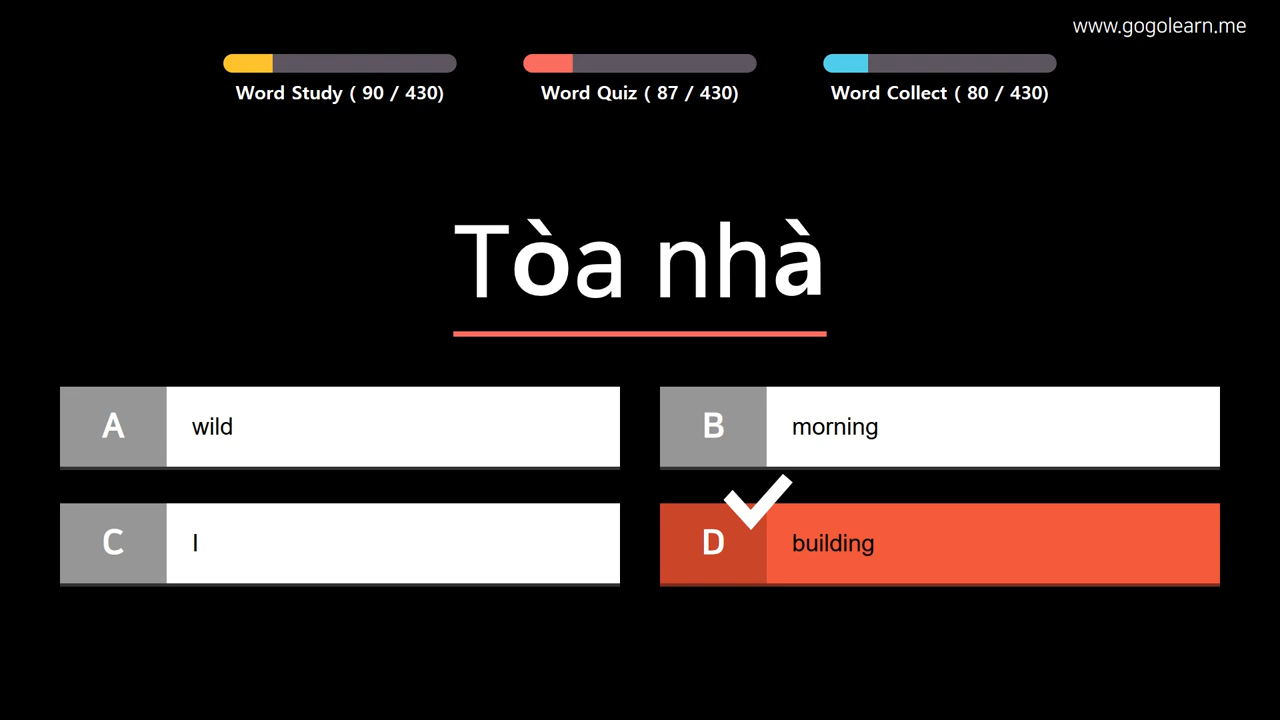 www.gogolearn.me
Word Study ( 90 / 430)
Word Quiz ( 87 / 430)
Word Collect ( 80 / 430)
Tòa nhà
A wild
B morning
C I
D building